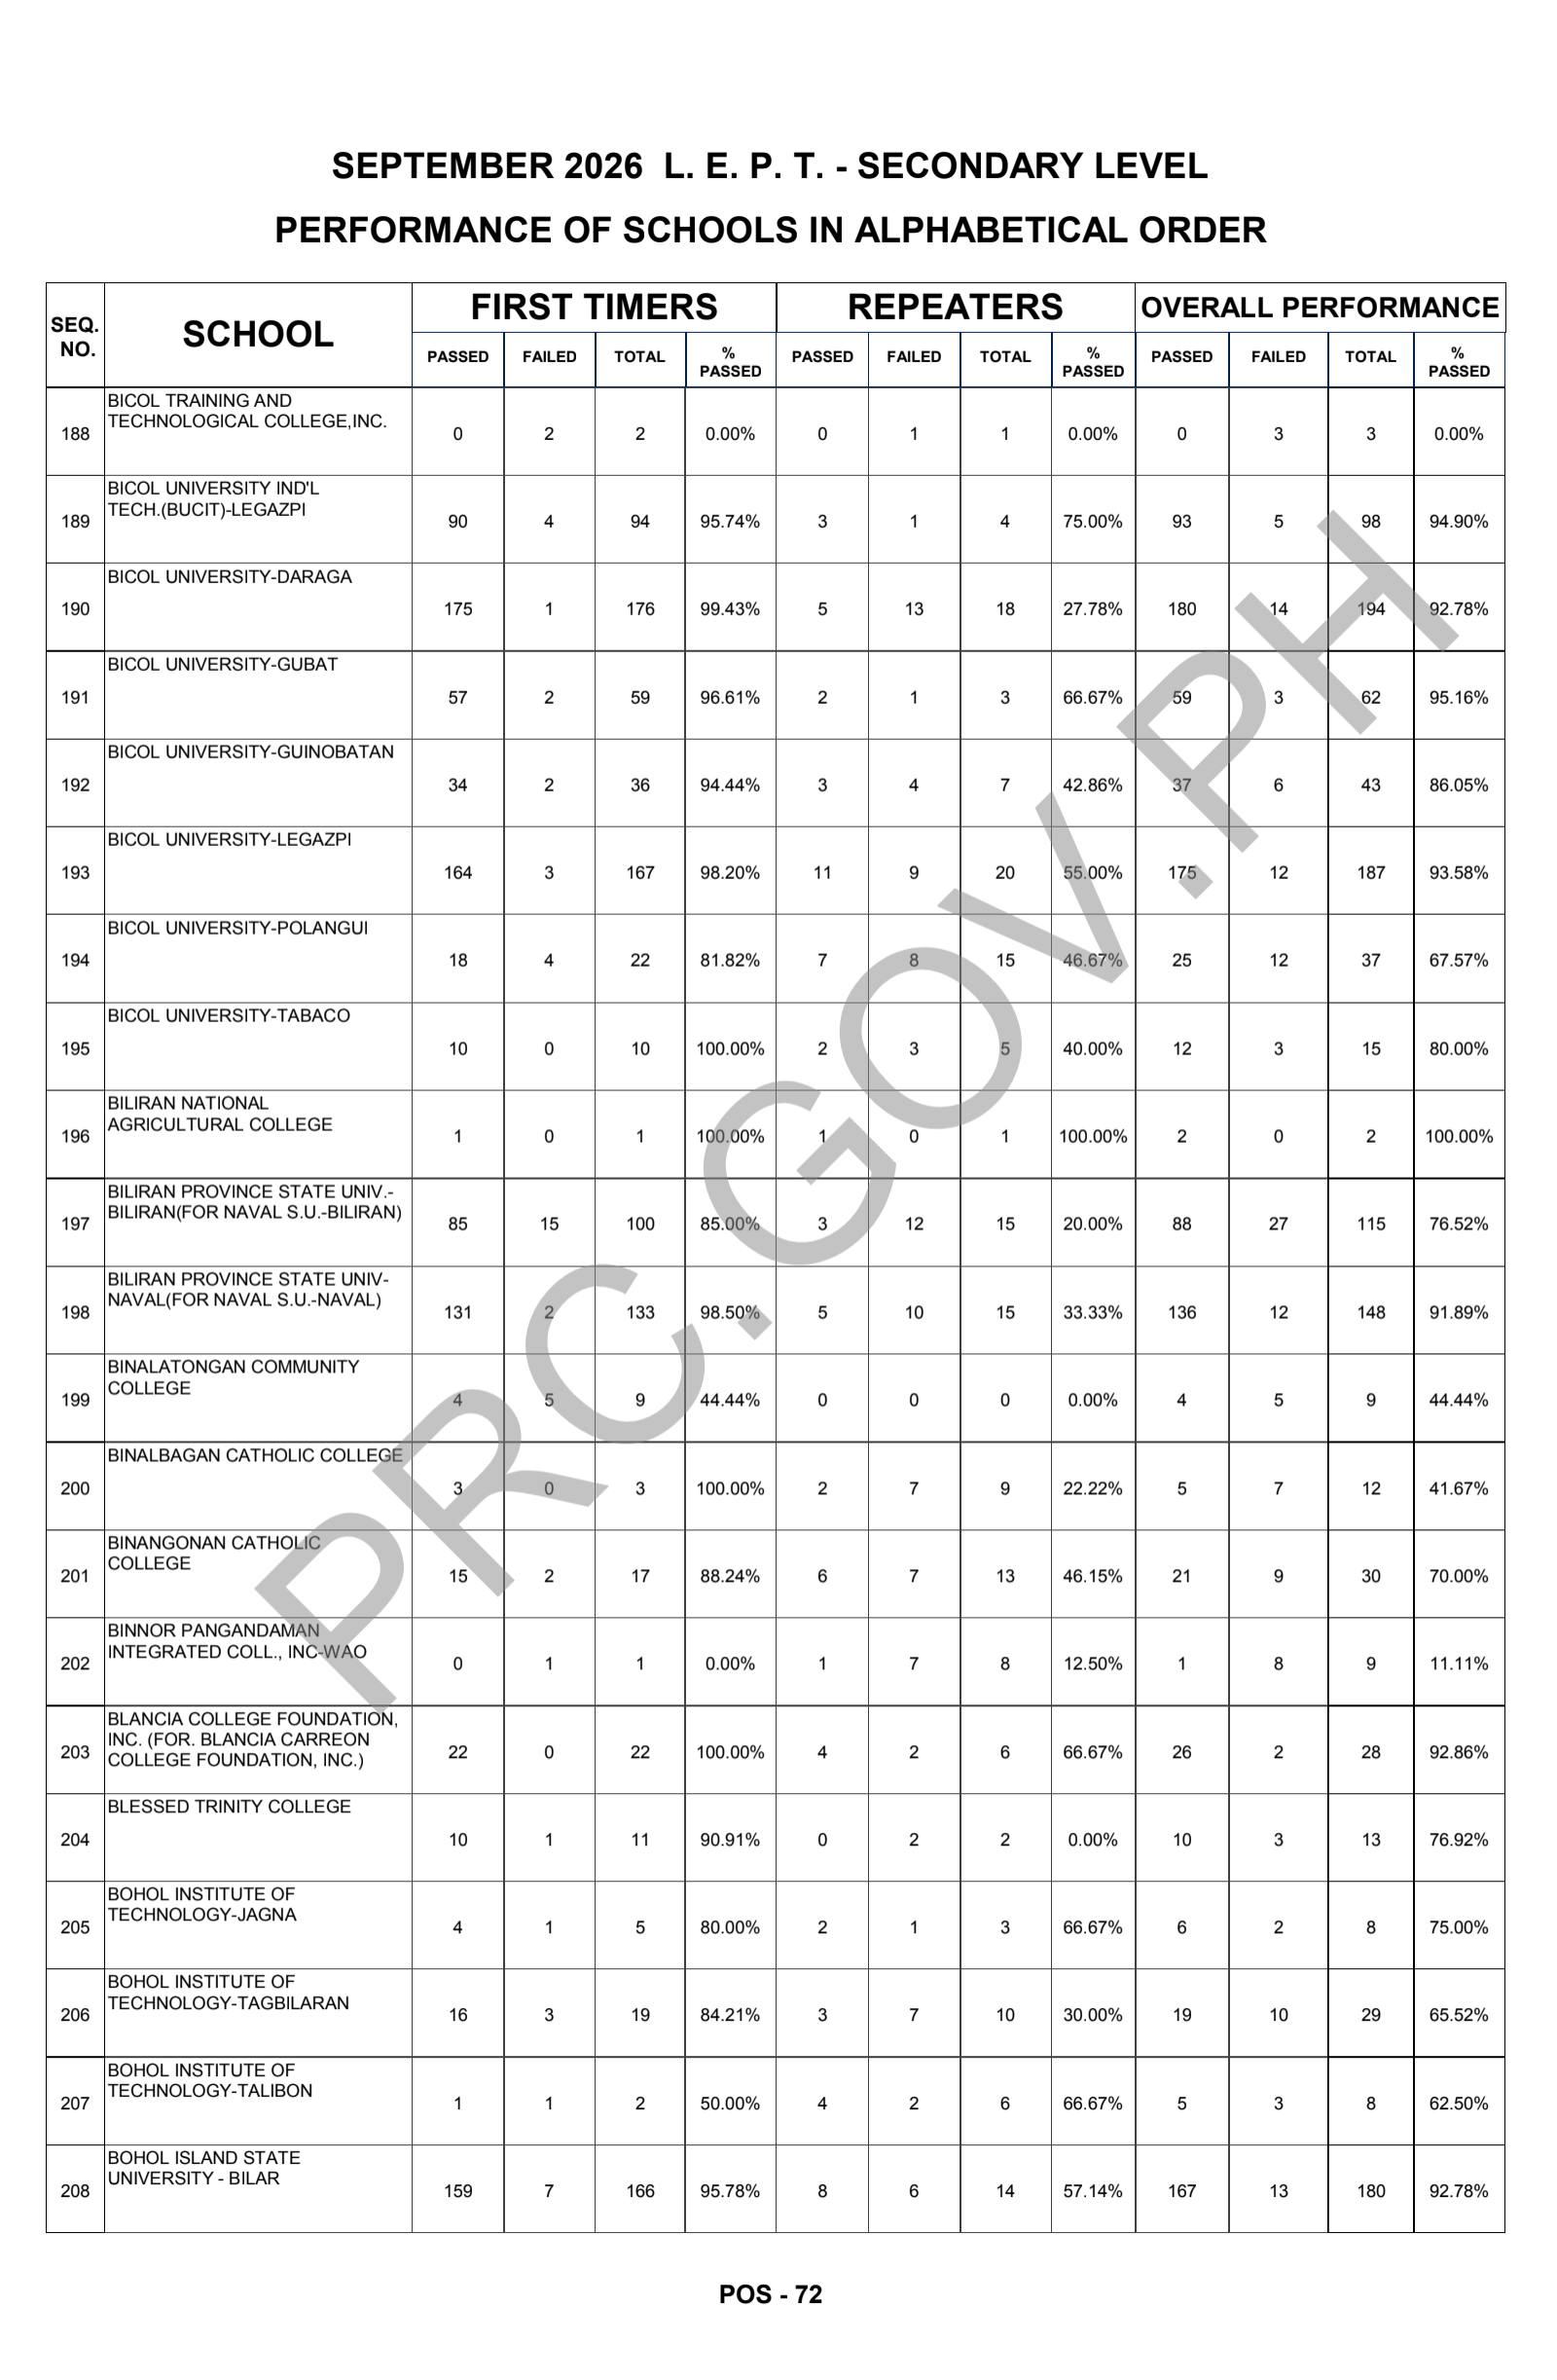 SEPTEMBER 2026 L. E. P. T. - SECONDARY LEVEL
PERFORMANCE OF SCHOOLS IN ALPHABETICAL ORDER
SEQ. NO. SCHOOL FIRST TIMERS REPEATERS OVERALL PERFORMANCE
PASSED FAILED TOTAL % PASSED PASSED FAILED TOTAL % PASSED PASSED FAILED TOTAL % PASSED
188 BICOL TRAINING AND
TECHNOLOGICAL COLLEGE,INC.
0 2 2 0.00% 0 1 1 0.00% 0 3 3 0.00%
189 BICOL UNIVERSITY IND'L
TECH.(BUCIT)-LEGAZPI
90 4 94 95.74% 3 1 4 75.00% 93 5 98 94.90%
190 BICOL UNIVERSITY-DARAGA
175 1 176 99.43% 5 13 18 27.78% 180 14 194 92.78%
191 BICOL UNIVERSITY-GUBAT
57 2 59 96.61% 2 1 3 66.67% 59 3 62 95.16%
192 BICOL UNIVERSITY-GUINOBATAN
34 2 36 94.44% 3 4 7 42.86% 37 6 43 86.05%
193 BICOL UNIVERSITY-LEGAZPI
164 3 167 98.20% 11 9 20 55.00% 175 12 187 93.58%
194 BICOL UNIVERSITY-POLANGUI
18 4 22 81.82% 7 8 15 46.67% 25 12 37 67.57%
195 BICOL UNIVERSITY-TABACO
10 0 10 100.00% 2 3 5 40.00% 12 3 15 80.00%
196 BILIRAN NATIONAL
AGRICULTURAL COLLEGE
1 0 1 100.00% 1 0 1 100.00% 2 0 2 100.00%
197 BILIRAN PROVINCE STATE UNIV.-
BILIRAN(FOR NAVAL S.U.-BILIRAN)
85 15 100 85.00% 3 12 15 20.00% 88 27 115 76.52%
198 BILIRAN PROVINCE STATE UNIV-
NAVAL(FOR NAVAL S.U.-NAVAL)
131 2 133 98.50% 5 10 15 33.33% 136 12 148 91.89%
199 BINALATONGAN COMMUNITY
COLLEGE
4 5 9 44.44% 0 0 0 0.00% 4 5 9 44.44%
200 BINALBAGAN CATHOLIC COLLEGE
3 0 3 100.00% 2 7 9 22.22% 5 7 12 41.67%
201 BINANGONAN CATHOLIC
COLLEGE
15 2 17 88.24% 6 7 13 46.15% 21 9 30 70.00%
202 BINNOR PANGANDAMAN
INTEGRATED COLL., INC-WAO
0 1 1 0.00% 1 7 8 12.50% 1 8 9 11.11%
203 BLANCIA COLLEGE FOUNDATION,
INC. (FOR. BLANCIA CARREON
COLLEGE FOUNDATION, INC.)
22 0 22 100.00% 4 2 6 66.67% 26 2 28 92.86%
204 BLESSED TRINITY COLLEGE
10 1 11 90.91% 0 2 2 0.00% 10 3 13 76.92%
205 BOHOL INSTITUTE OF
TECHNOLOGY-JAGNA
4 1 5 80.00% 2 1 3 66.67% 6 2 8 75.00%
206 BOHOL INSTITUTE OF
TECHNOLOGY-TAGBILARAN
16 3 19 84.21% 3 7 10 30.00% 19 10 29 65.52%
207 BOHOL INSTITUTE OF
TECHNOLOGY-TALIBON
1 1 2 50.00% 4 2 6 66.67% 5 3 8 62.50%
208 BOHOL ISLAND STATE
UNIVERSITY - BILAR
159 7 166 95.78% 8 6 14 57.14% 167 13 180 92.78%
PRC.GOV.PH
POS - 72